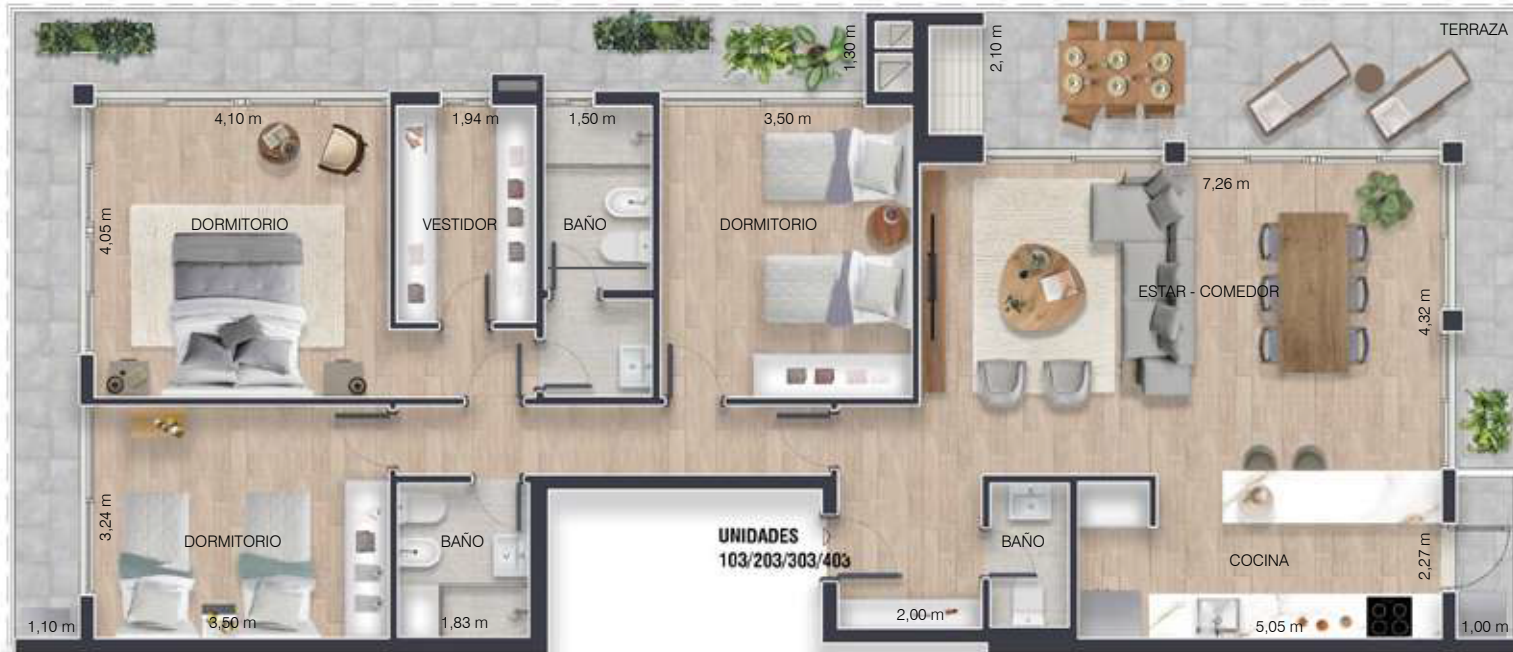 TERRAZA
1,30 m
2,10 m
4,10 m
1,94 m
1,50 m
3,50 m
7,26 m
4,05 m
DORMITORIO
VESTIDOR
BAÑO
DORMITORIO
ESTAR - COMEDOR
4,32 m
3,24 m
DORMITORIO
BAÑO
UNIDADES
103/203/303/403
BAÑO
COCINA
2,27 m
1,10 m
3,50 m
1,83 m
2,00 m
5,05 m
1,00 m